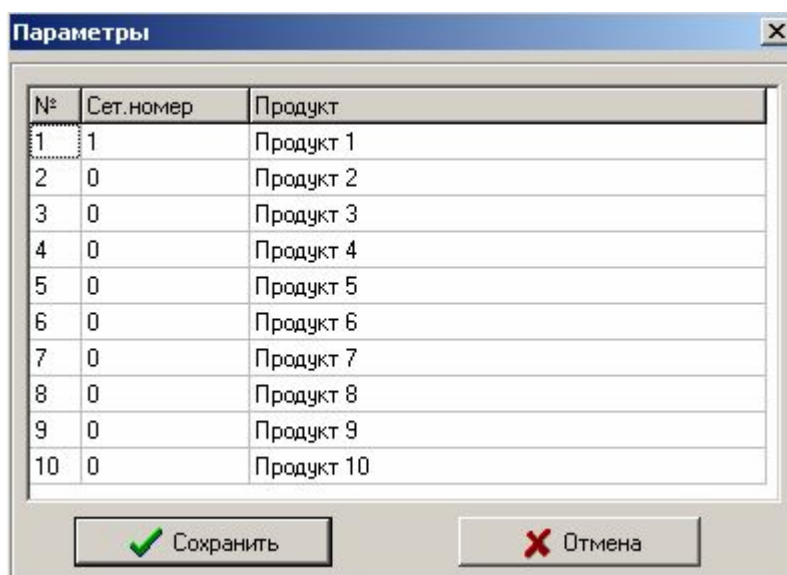 Параметры
№ Сет.номер Продукт
1 1 Продукт 1
2 0 Продукт 2
3 0 Продукт 3
4 0 Продукт 4
5 0 Продукт 5
6 0 Продукт 6
7 0 Продукт 7
8 0 Продукт 8
9 0 Продукт 9
10 0 Продукт 10
Сохранить Отмена